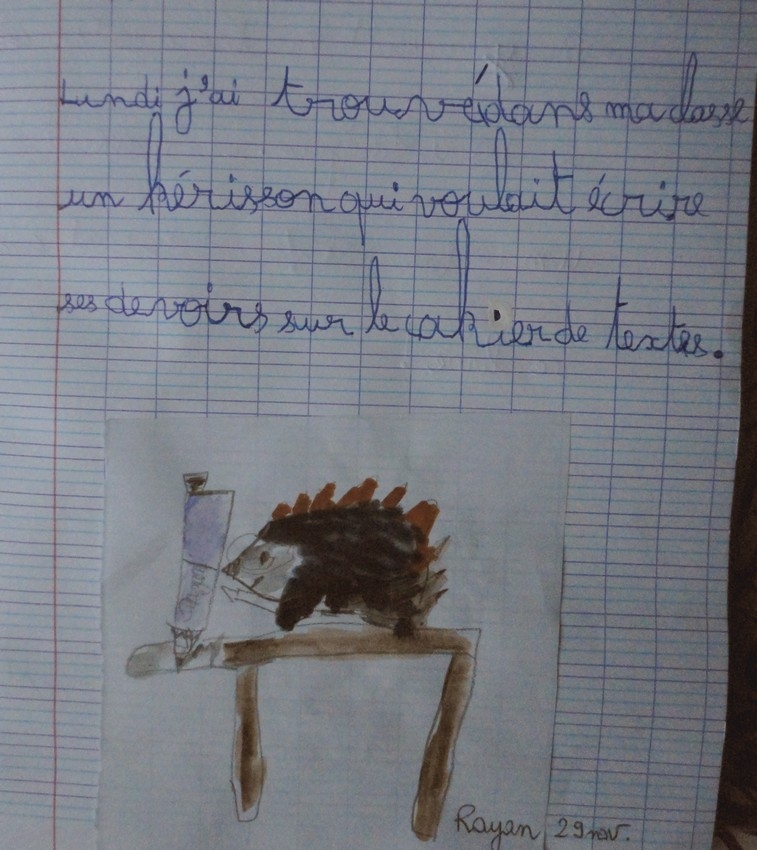 Lundi j'ai trouvé dans ma classe
un hérisson qui voulait écrire
ses devoirs sur le cahier de textes.
Rayan 29 nov.